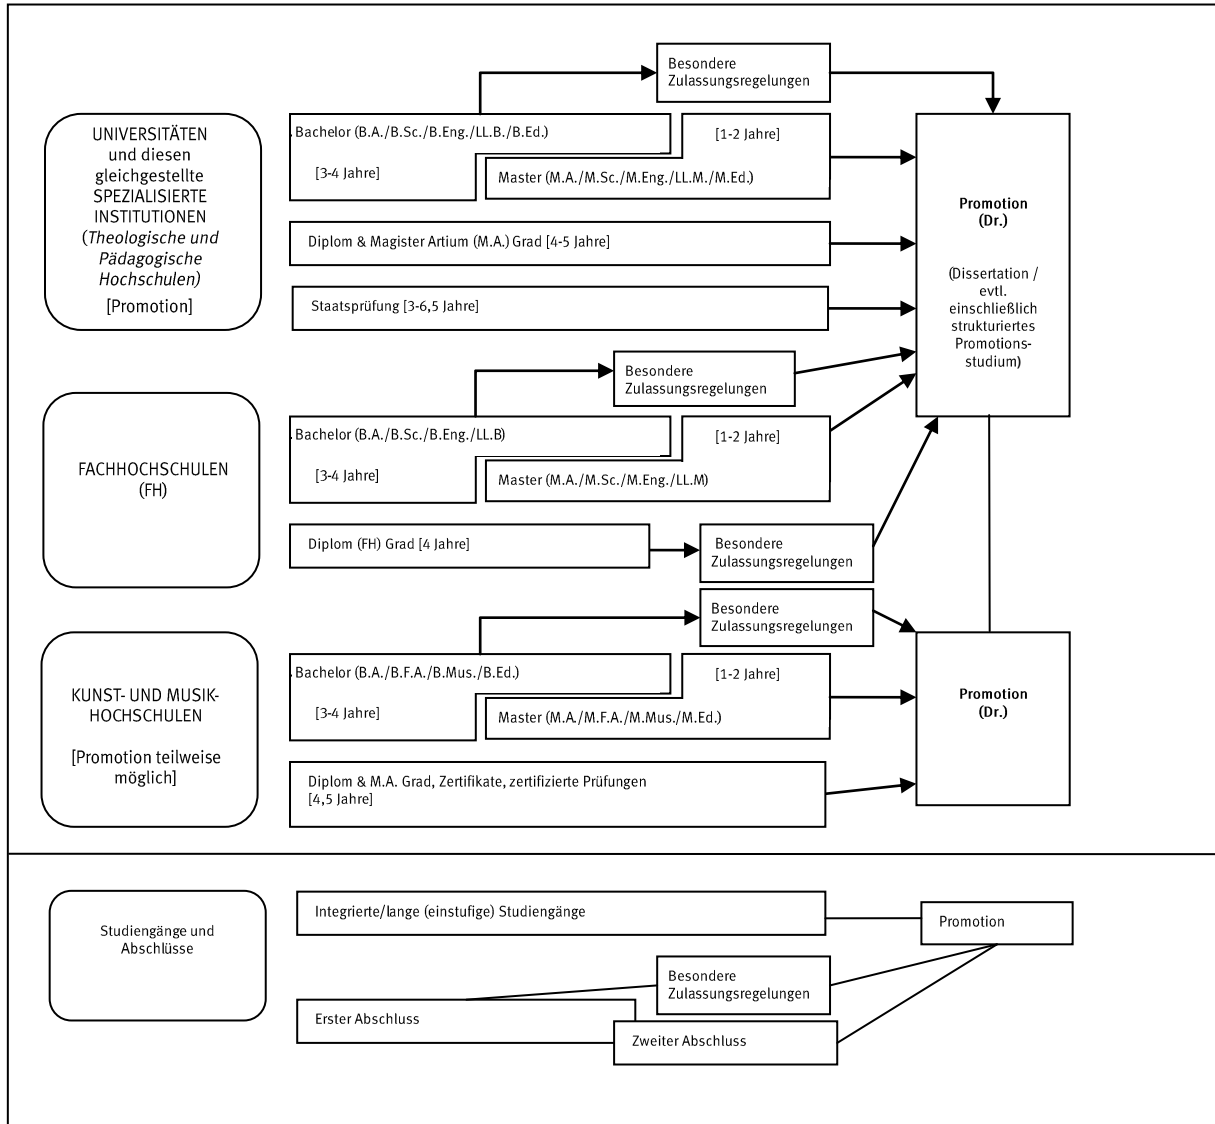 Besondere
Zulassungsregelungen
UNIVERSITÄTEN
und diesen
gleichgestellte
SPEZIALISIERTE
INSTITUTIONEN
(Theologische und
Pädagogische
Hochschulen)
[Promotion]
Bachelor (B.A./B.Sc./B.Eng./LL.B./B.Ed.)
[3-4 Jahre]
[1-2 Jahre]
Master (M.A./M.Sc./M.Eng./LL.M./M.Ed.)
Diplom & Magister Artium (M.A.) Grad [4-5 Jahre]
Staatsprüfung [3-6,5 Jahre]
Promotion
(Dr.)
(Dissertation /
evtl.
einschließlich
strukturiertes
Promotions-
studium)
Besondere
Zulassungsregelungen
FACHHOCHSCHULEN
(FH)
Bachelor (B.A./B.Sc./B.Eng./LL.B)
[3-4 Jahre]
[1-2 Jahre]
Master (M.A./M.Sc./M.Eng./LL.M)
Diplom (FH) Grad [4 Jahre]
Besondere
Zulassungsregelungen
Besondere
Zulassungsregelungen
KUNST- UND MUSIK-
HOCHSCHULEN
[Promotion teilweise
möglich]
Bachelor (B.A./B.F.A./B.Mus./B.Ed.)
[3-4 Jahre]
[1-2 Jahre]
Master (M.A./M.F.A./M.Mus./M.Ed.)
Diplom & M.A. Grad, Zertifikate, zertifizierte Prüfungen
[4,5 Jahre]
Promotion
(Dr.)
Studiengänge und
Abschlüsse
Integrierte/lange (einstufige) Studiengänge
Promotion
Besondere
Zulassungsregelungen
Erster Abschluss
Zweiter Abschluss